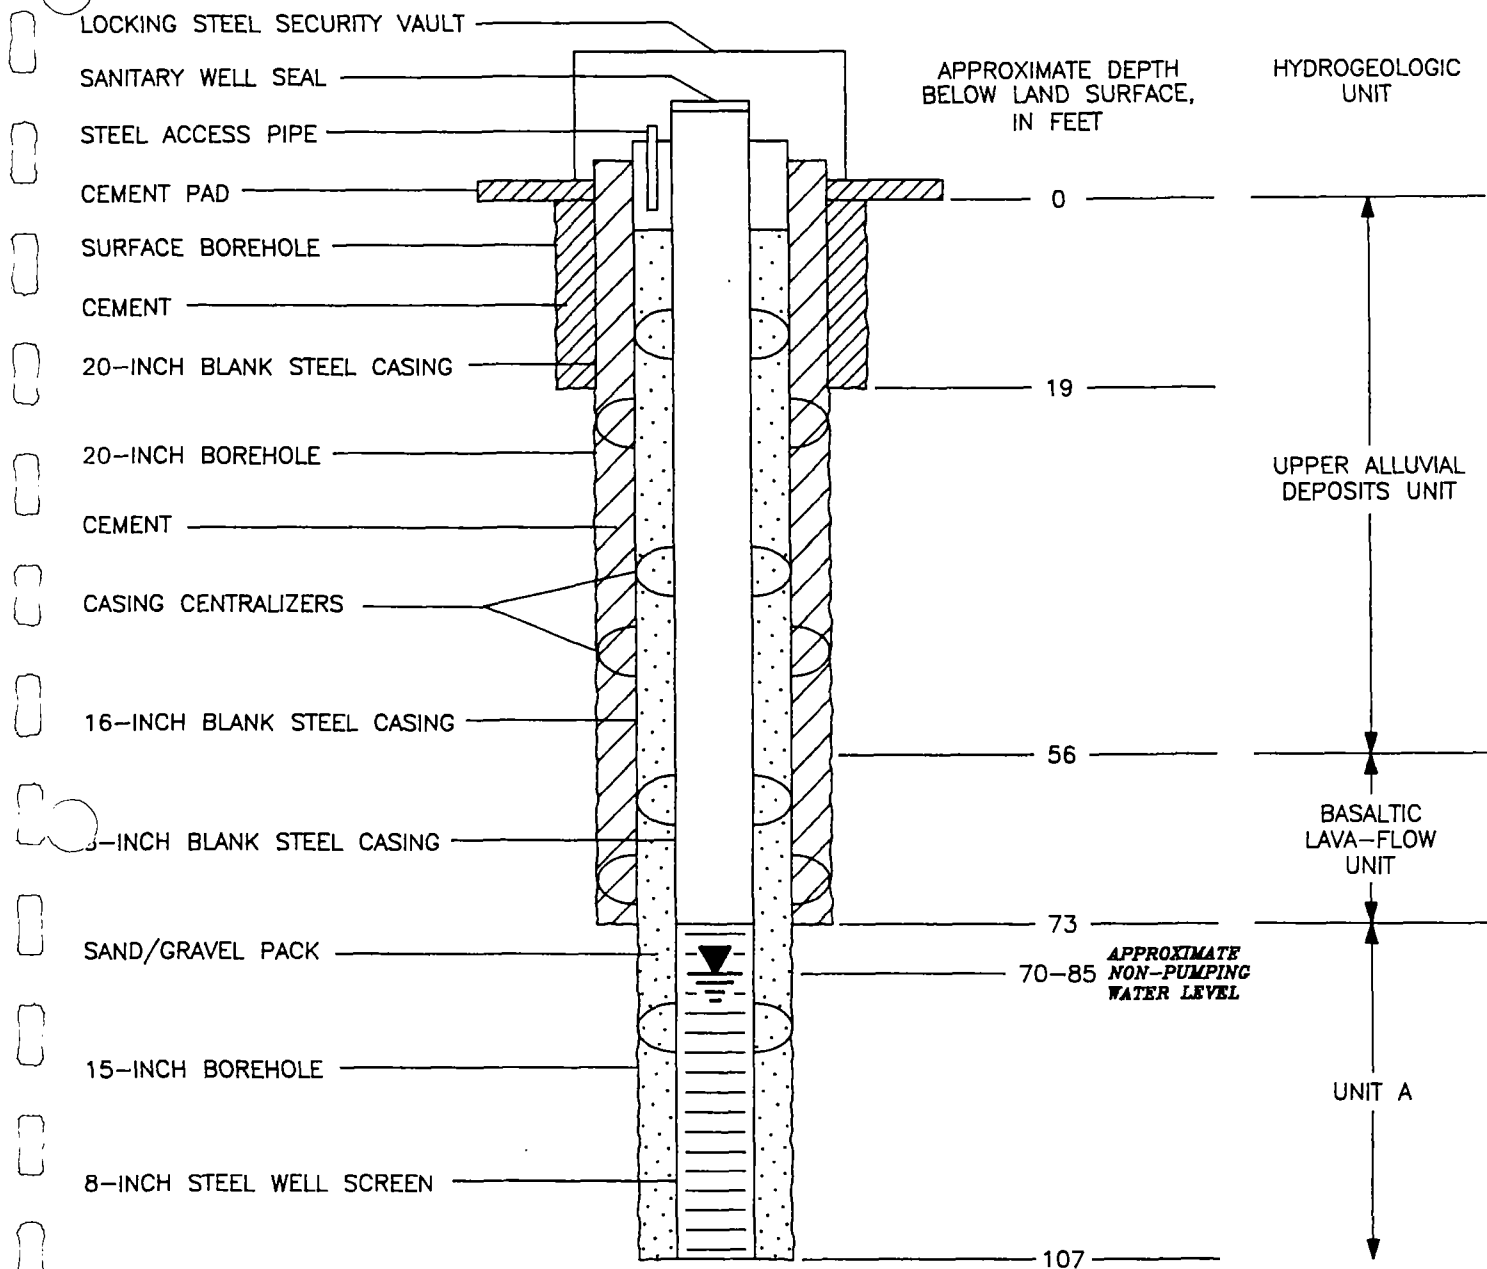 LOCKING STEEL SECURITY VAULT
SANITARY WELL SEAL
STEEL ACCESS PIPE
CEMENT PAD
SURFACE BOREHOLE
CEMENT
20-INCH BLANK STEEL CASING
20-INCH BOREHOLE
CEMENT
CASING CENTRALIZERS
16-INCH BLANK STEEL CASING
-INCH BLANK STEEL CASING
SAND/GRAVEL PACK
15-INCH BOREHOLE
8-INCH STEEL WELL SCREEN
APPROXIMATE DEPTH
BELOW LAND SURFACE,
IN FEET
0
19
56
73
70-85
APPROXIMATE
NON-PUMPING
WATER LEVEL
107
HYDROGEOLOGIC
UNIT
UPPER ALLUVIAL
DEPOSITS UNIT
BASALTIC
LAVA-FLOW
UNIT
UNIT A